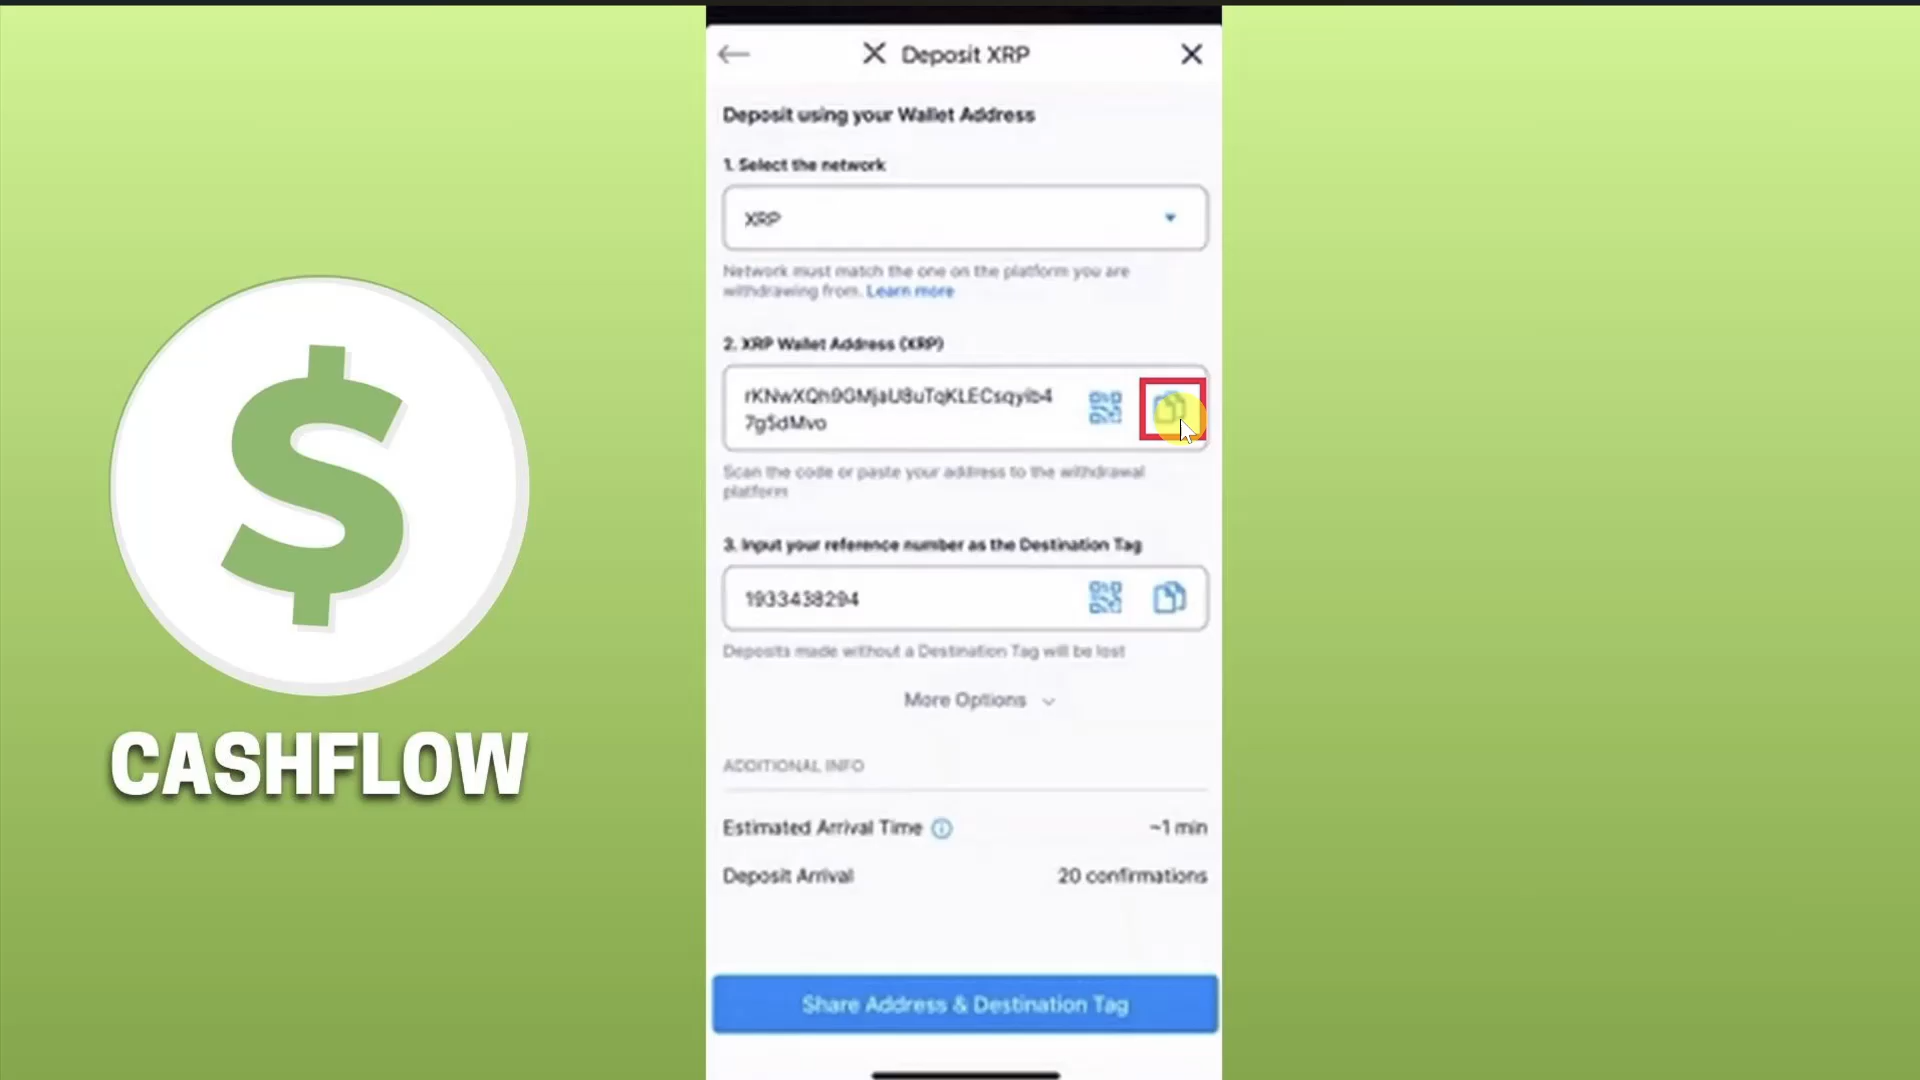 Deposit XRP
Deposit using your Wallet Address
1. Select the network
XRP
Network must match the one on the platform you are
withdrawing from. Learn more
2. XRP Wallet Address (XRP)
rKNwXQh9GMjaU8uTqKLECsqyib4
7gSdMvo
Scan the code or paste your address to the withdrawal
platform
3. Input your reference number as the Destination Tag
1933438294
Deposits made without a Destination Tag will be lost
More Options
ADDITIONAL INFO
Estimated Arrival Time
~1 min
Deposit Arrival
20 confirmations
Share Address & Destination Tag
$
CASHFLOW